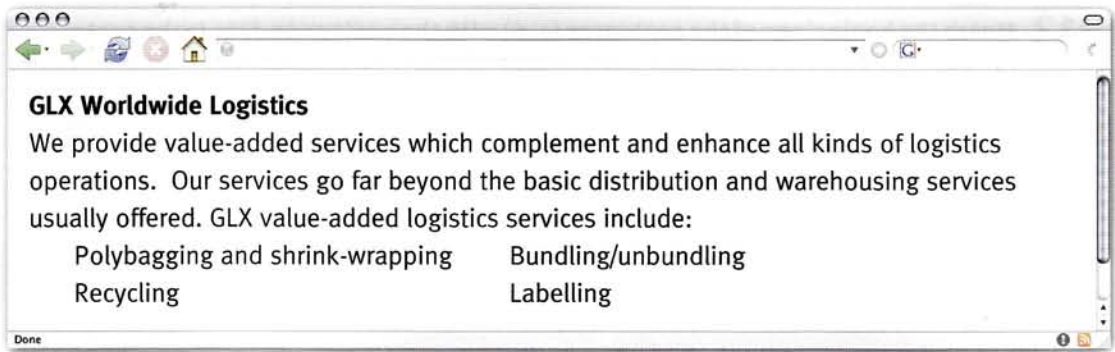 GLX Worldwide Logistics
We provide value-added services which complement and enhance all kinds of logistics
operations. Our services go far beyond the basic distribution and warehousing services
usually offered. GLX value-added logistics services include:
Polybagging and shrink-wrapping Bundling/unbundling
Recycling Labelling
Done